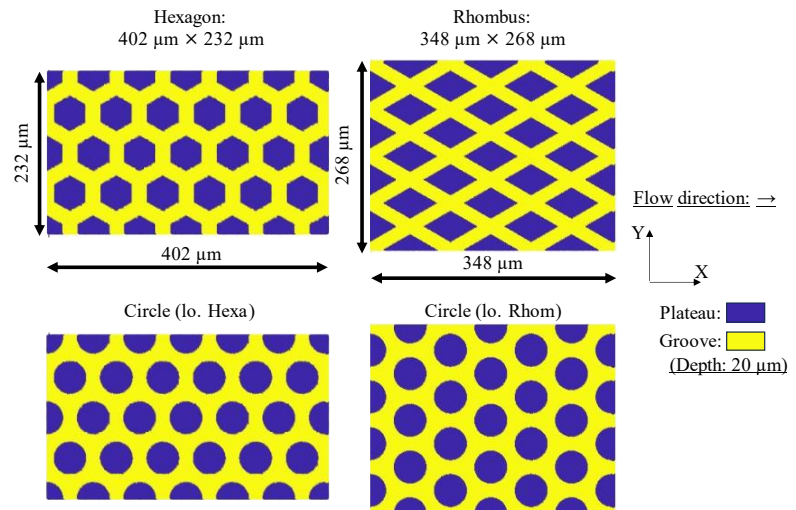 Hexagon:
402 µm × 232 µm
Rhombus:
348 µm × 268 µm
232 µm
268 µm
402 µm
348 µm
Flow direction: →
Y
X
Circle (lo. Hexa)
Circle (lo. Rhom)
Plateau:
Groove:
(Depth: 20 µm)